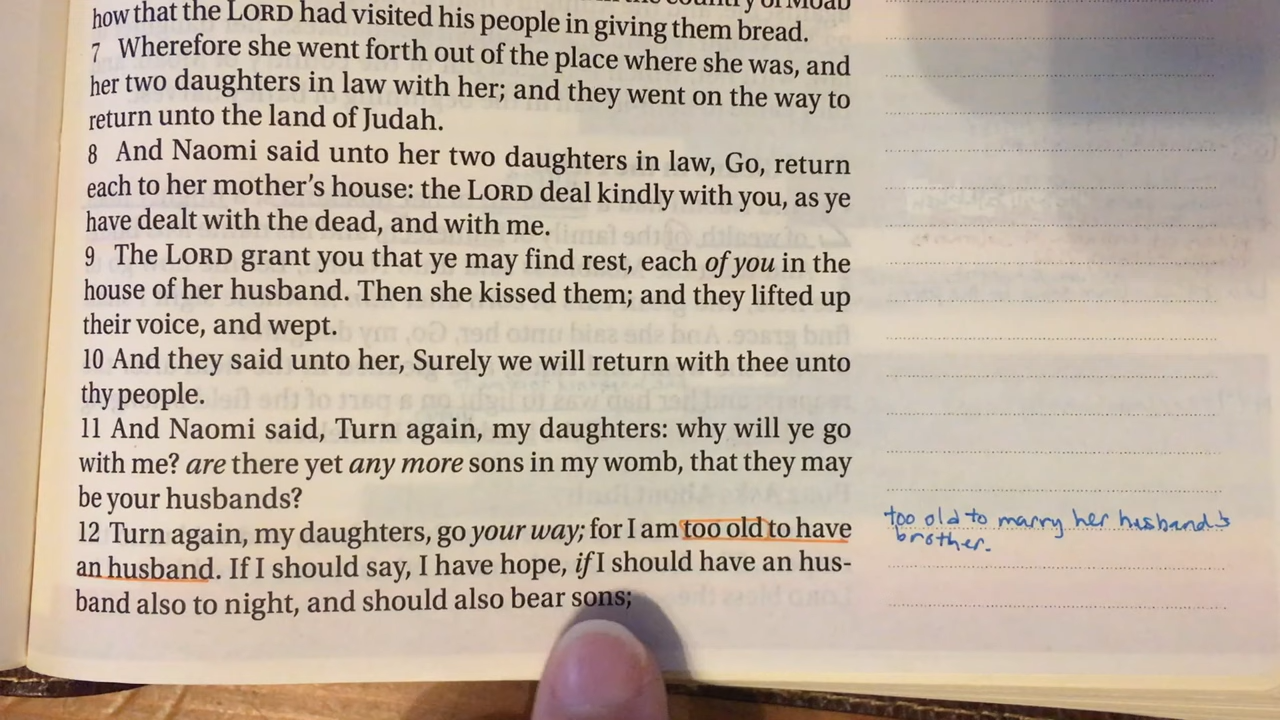 how that the LORD had visited his people in giving them bread.
7 Wherefore she went forth out of the place where she was, and
her two daughters in law with her; and they went on the way to
return unto the land of Judah.
8 And Naomi said unto her two daughters in law, Go, return
each to her mother's house: the LORD deal kindly with you, as ye
have dealt with the dead, and with me.
9 The LORD grant you that ye may find rest, each of you in the
house of her husband. Then she kissed them; and they lifted up
their voice, and wept.
10 And they said unto her, Surely we will return with thee unto
thy people.
11 And Naomi said, Turn again, my daughters: why will ye go
with me? are there yet any more sons in my womb, that they may
be your husbands?
12 Turn again, my daughters, go your way; for I am too old to have
an husband. If I should say, I have hope, if I should have an hus-
band also to night, and should also bear sons;
too old to marry her husband's
brother.